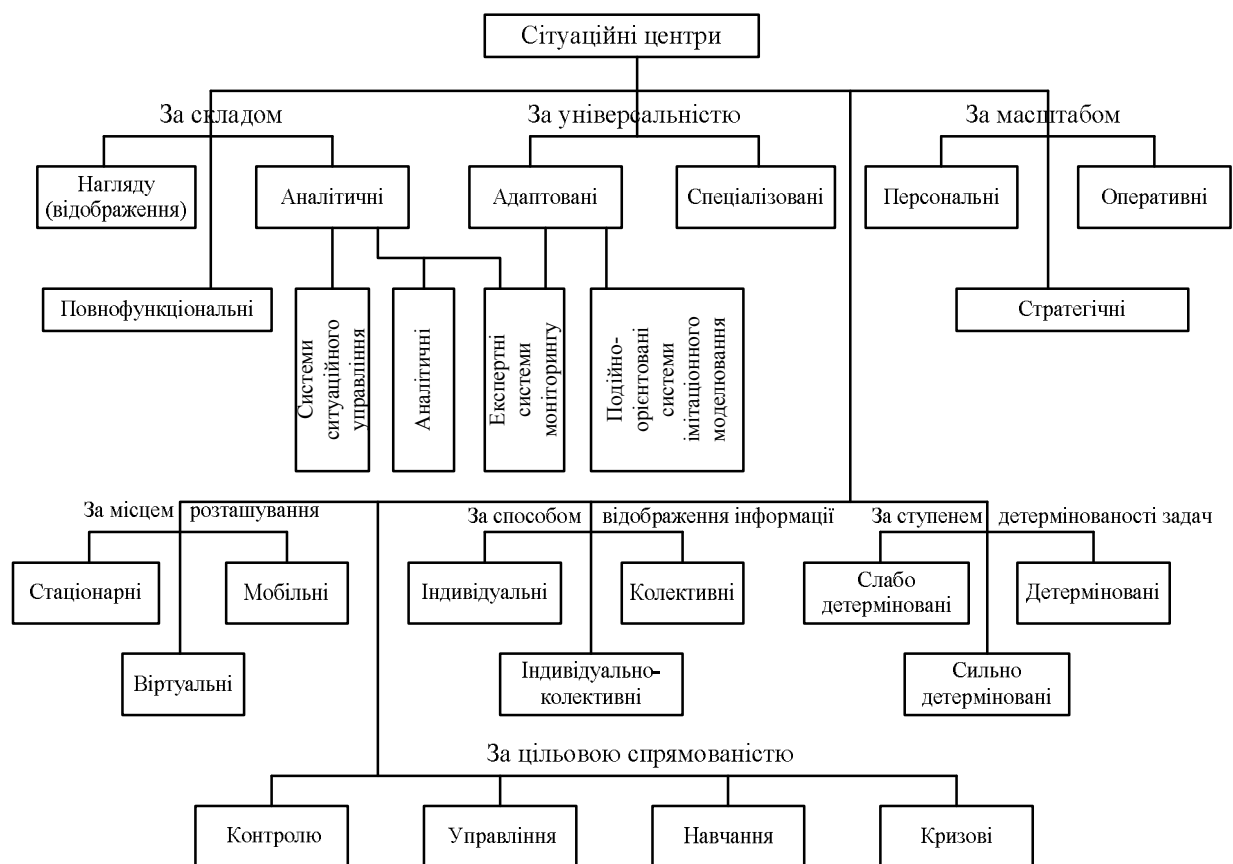 Сітуаційні центри
За складом
За універсальністю
За масштабом
Нагляду
(відображення)
Аналітичні
Адаптовані
Спеціалізовані
Персональні
Оперативні
Повнофункціональні
Стратегічні
Системи
ситуаційного
управління
Аналітичні
Експертні
системи
моніторингу
Подійно-
орієнтовані
системи
імітаціонного
моделювання
За місцем розташування
За способом відображення інформації
За ступенем детермінованості задач
Стаціонарні
Мобільні
Індивідуальні
Колективні
Слабо
детерміновані
Детерміновані
Віртуальні
Індивідуально-
колективні
Сильно
детерміновані
За цільовою спрямованістю
Контролю
Управління
Навчання
Кризові